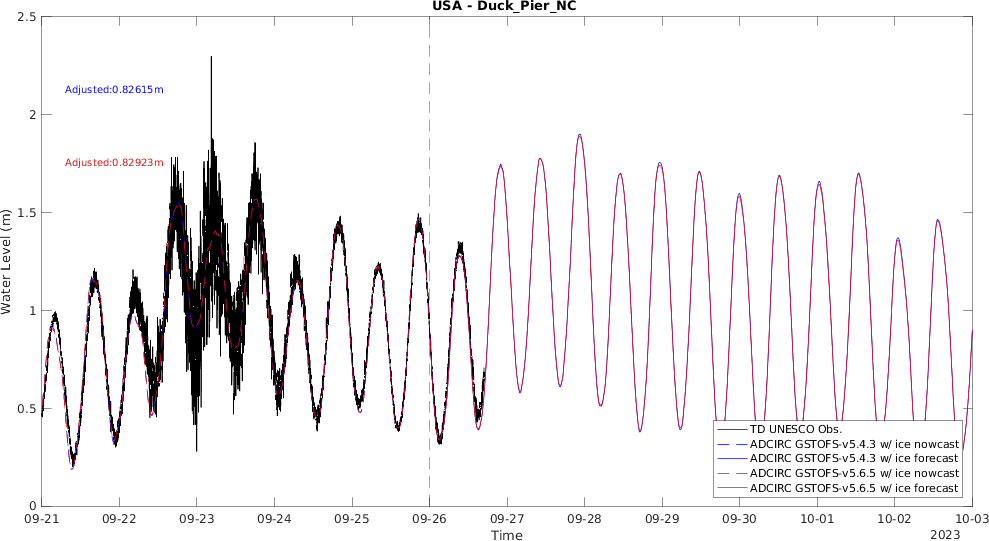 USA - Duck_Pier_NC
2.5
2
1.5
1
0.5
0
Water Level (m)
Adjusted:0.82615m
Adjusted:0.82923m
TD UNESCO Obs.
ADCIRC GSTOFS-v5.4.3 w/ ice nowcast
ADCIRC GSTOFS-v5.4.3 w/ ice forecast
ADCIRC GSTOFS-v5.6.5 w/ ice nowcast
ADCIRC GSTOFS-v5.6.5 w/ ice forecast
09-21 09-22 09-23 09-24 09-25 09-26 09-27 09-28 09-29 09-30 10-01 10-02 10-03
Time
2023